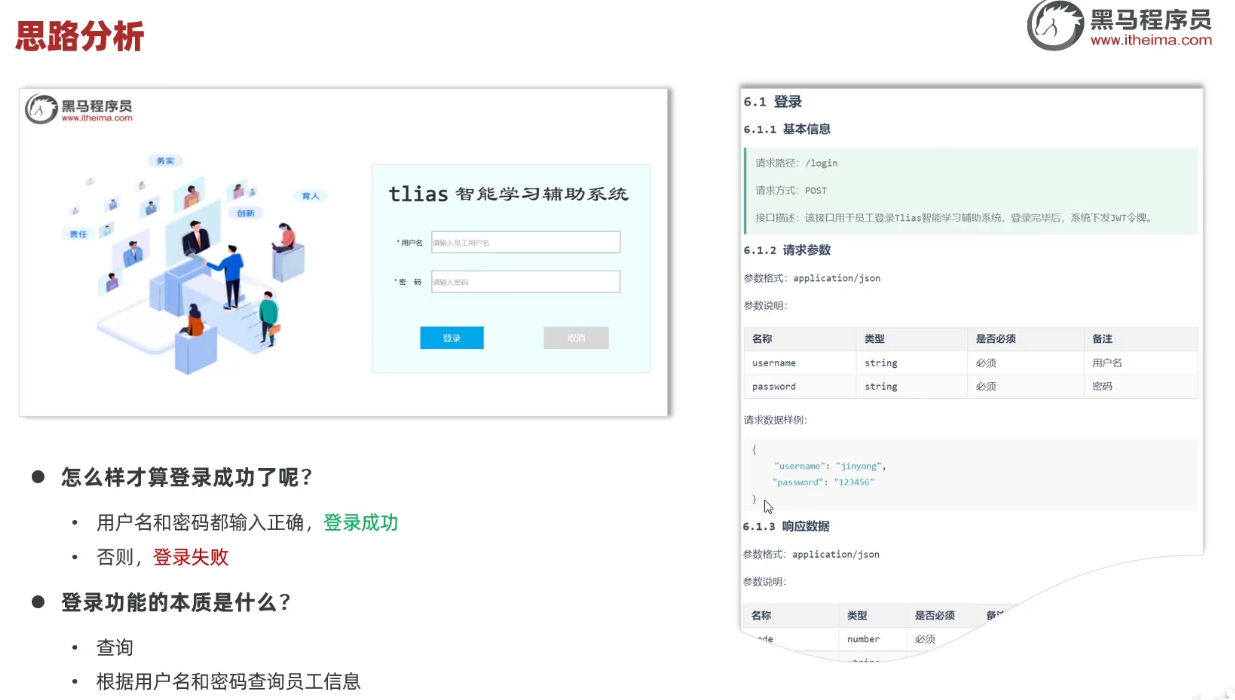 思路分析
黑马程序员
www.itheima.com
黑马程序员
www.itheima.com
务实
育人
创新
责任
tlias 智能学习辅助系统
*用户名 请输入员工用户名
*密 码 请输入密码
登录 取消
● 怎么样才算登录成功了呢？
• 用户名和密码都输入正确，登录成功
• 否则，登录失败
● 登录功能的本质是什么？
• 查询
• 根据用户名和密码查询员工信息
6.1 登录
6.1.1 基本信息
请求路径：/login
请求方式：POST
接口描述：该接口用于员工登录Tlias智能学习辅助系统，登录完毕后，系统下发JWT令牌。
6.1.2 请求参数
参数格式：application/json
参数说明：
名称 类型 是否必须 备注
username string 必须 用户名
password string 必须 密码
请求数据样例：
{
"username": "jinyong",
"password": "123456"
}
6.1.3 响应数据
参数格式：application/json
参数说明：
名称 类型 是否必须
number 必须